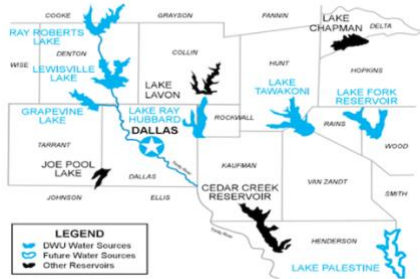 COOKE
GRAYSON
FANNIN
LAKE
CHAPMAN
DELTA
RAY ROBERTS
LAKE
WISE
DENTON
COLLIN
HUNT
HOPKINS
LEWISVILLE
LAKE
LAKE
LAVON
LAKE
TAWAKONI
LAKE FORK
RESERVOIR
GRAPEVINE
LAKE
LAKE RAY
HUBBARD
DALLAS
ROCKWALL
RAINS
WOOD
TARRANT
JOE POOL
LAKE
DALLAS
KAUFMAN
VAN ZANDT
SMITH
CEDAR CREEK
RESERVOIR
JOHNSON
ELLIS
HENDERSON
LAKE PALESTINE
LEGEND
DWU Water Sources
Future Water Sources
Other Reservoirs